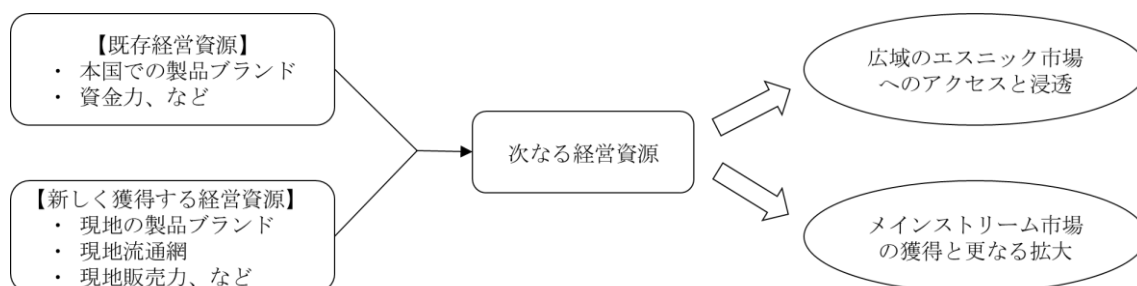 【既存経営資源】
・ 本国での製品ブランド
・ 資金力、など
【新しく獲得する経営資源】
・ 現地の製品ブランド
・ 現地流通網
・ 現地販売力、など
次なる経営資源
広域のエスニック市場
へのアクセスと浸透
メインストリーム市場
の獲得と更なる拡大